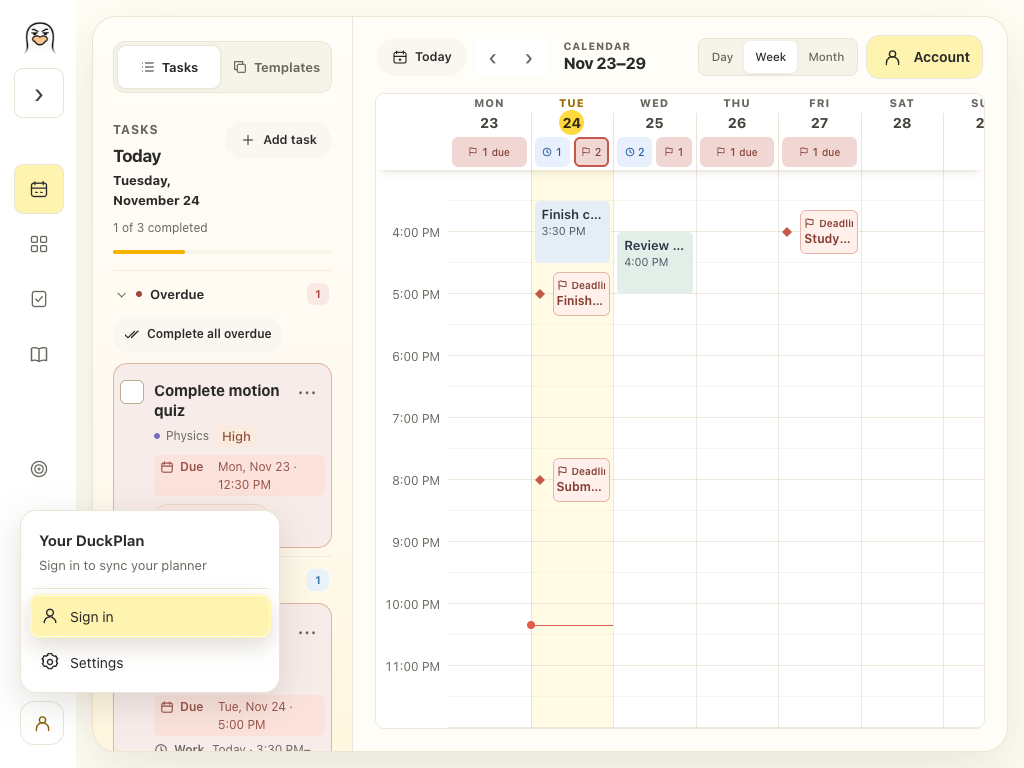 Tasks
Templates
TASKS
Today
Tuesday,
November 24
Add task
1 of 3 completed
Overdue
1
Complete all overdue
Complete motion
quiz
Physics
High
Due
Mon, Nov 23 ·
12:30 PM
1
Due
Tue, Nov 24 ·
5:00 PM
Work
Today · 3:30 PM–
Your DuckPlan
Sign in to sync your planner
Sign in
Settings
Today
CALENDAR
Nov 23–29
Day
Week
Month
Account
MON
23
1 due
TUE
24
1
2
WED
25
2
1
THU
26
1 due
FRI
27
1 due
SAT
28
4:00 PM
5:00 PM
6:00 PM
7:00 PM
8:00 PM
9:00 PM
10:00 PM
11:00 PM
Finish c...
3:30 PM
Finish...
Subm...
Review ...
4:00 PM
Study...